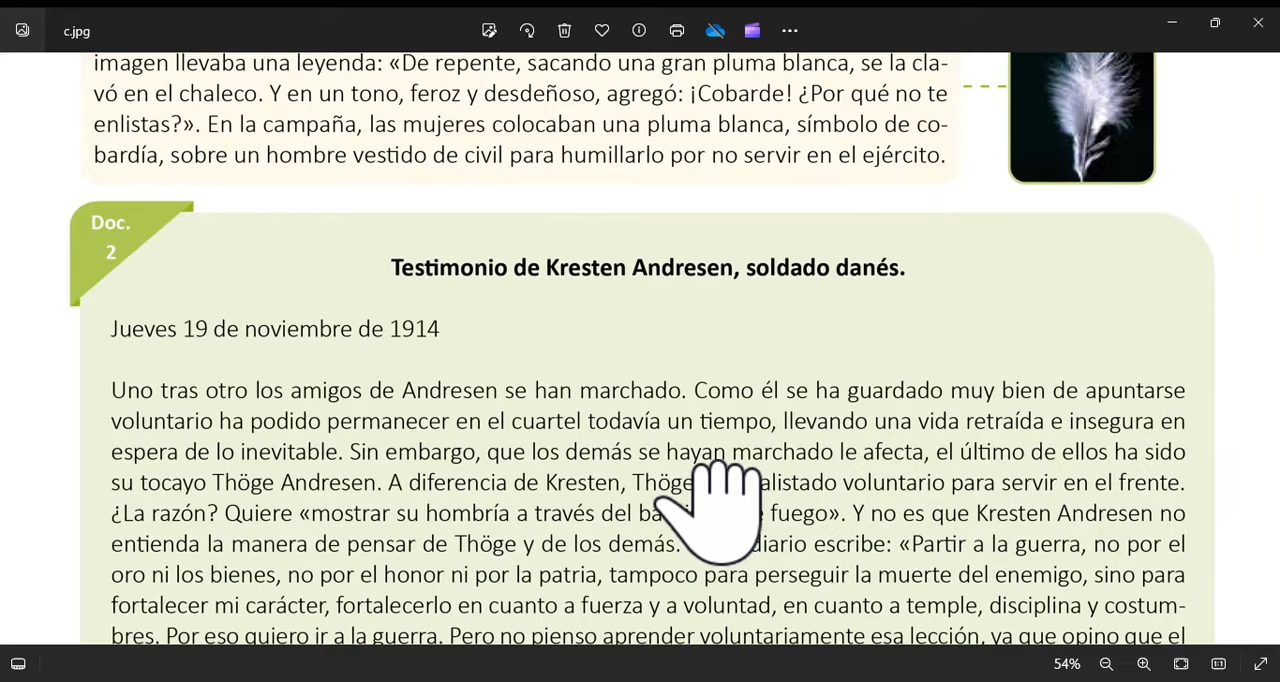 c.jpg
imagen llevaba una leyenda: «De repente, sacando una gran pluma blanca, se la cla-
vó en el chaleco. Y en un tono, feroz y desdeñoso, agregó: ¡Cobarde! ¿Por qué no te
enlistas?». En la campaña, las mujeres colocaban una pluma blanca, símbolo de co-
bardía, sobre un hombre vestido de civil para humillarlo por no servir en el ejército.
Doc.
2
Testimonio de Kresten Andresen, soldado danés.
Jueves 19 de noviembre de 1914
Uno tras otro los amigos de Andresen se han marchado. Como él se ha guardado muy bien de apuntarse
voluntario ha podido permanecer en el cuartel todavía un tiempo, llevando una vida retraída e insegura en
espera de lo inevitable. Sin embargo, que los demás se hayan marchado le afecta, el último de ellos ha sido
su tocayo Thöge Andresen. A diferencia de Kresten, Thöge alistado voluntario para servir en el frente.
¿La razón? Quiere «mostrar su hombría a través del fuego». Y no es que Kresten Andresen no
entienda la manera de pensar de Thöge y de los demás. diario escribe: «Partir a la guerra, no por el
oro ni los bienes, no por el honor ni por la patria, tampoco para perseguir la muerte del enemigo, sino para
fortalecer mi carácter, fortalecerlo en cuanto a fuerza y a voluntad, en cuanto a temple, disciplina y costum-
bres. Por eso quiero ir a la guerra. Pero no pienso aprender voluntariamente esa lección, ya que opino que el
54%